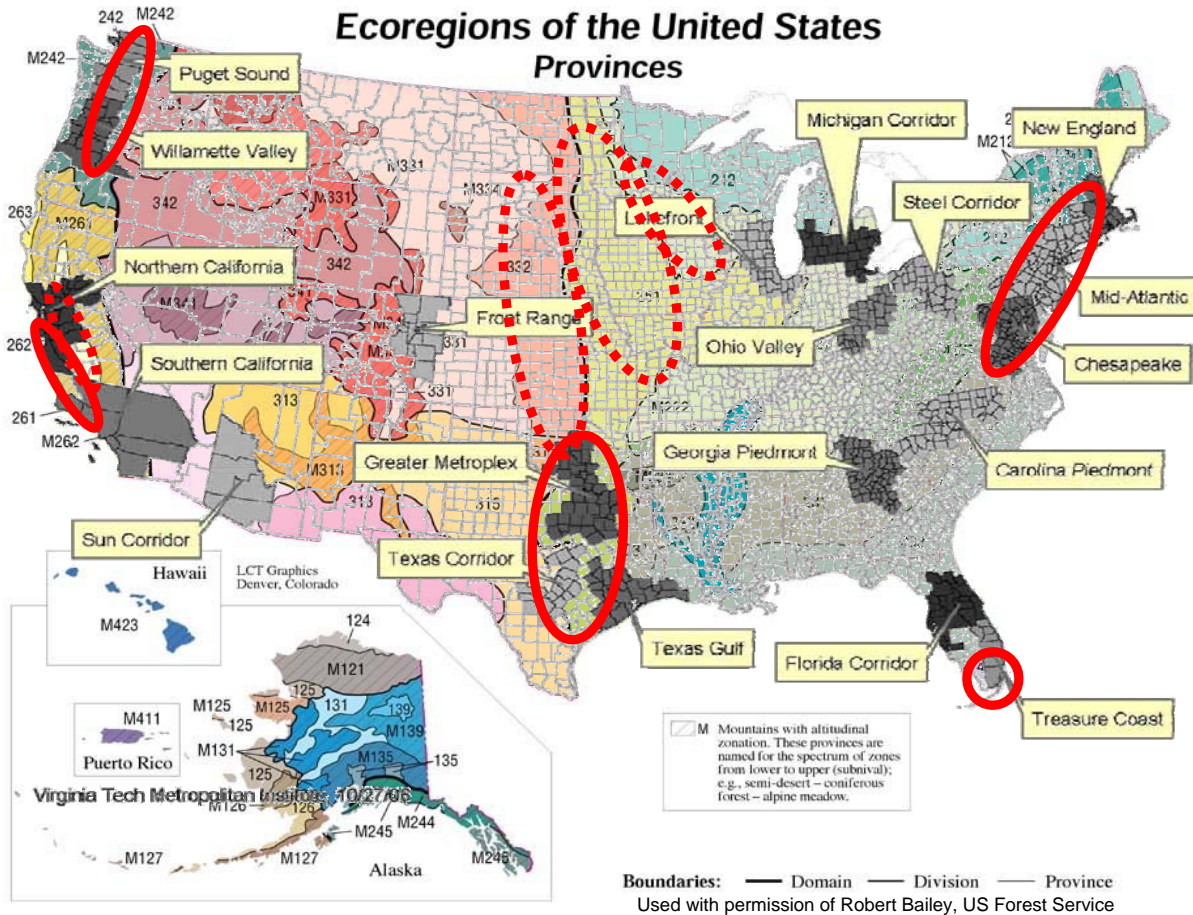 Ecoregions of the United States
Provinces
242
M242
M242
Puget Sound
Willamette Valley
Michigan Corridor
New England
M212
Steel Corridor
212
M331
M334
342
M331
263
M261
Lakefront
342
332
251
Northern California
M341
Front Range
331
Mid-Atlantic
Ohio Valley
262
Southern California
Chesapeake
331
M222
261
313
M262
Greater Metroplex
Georgia Piedmont
Carolina Piedmont
M313
315
313
Sun Corridor
Texas Corridor
Hawaii
LCT Graphics
Denver, Colorado
M423
Texas Gulf
Florida Corridor
Treasure Coast
124
M121
125
M125
M125
125
131
139
M139
M411
Puerto Rico
M131
M135
135
125
Virginia Tech Metropolitan Institute, 10/27/06
M126
126
M245
M244
M127
M127
M245
Alaska
M Mountains with altitudinal
zonation. These provinces are
named for the spectrum of zones
from lower to upper (subnival);
e.g., semi-desert – coniferous
forest – alpine meadow.
Boundaries: Domain Division Province
Used with permission of Robert Bailey, US Forest Service